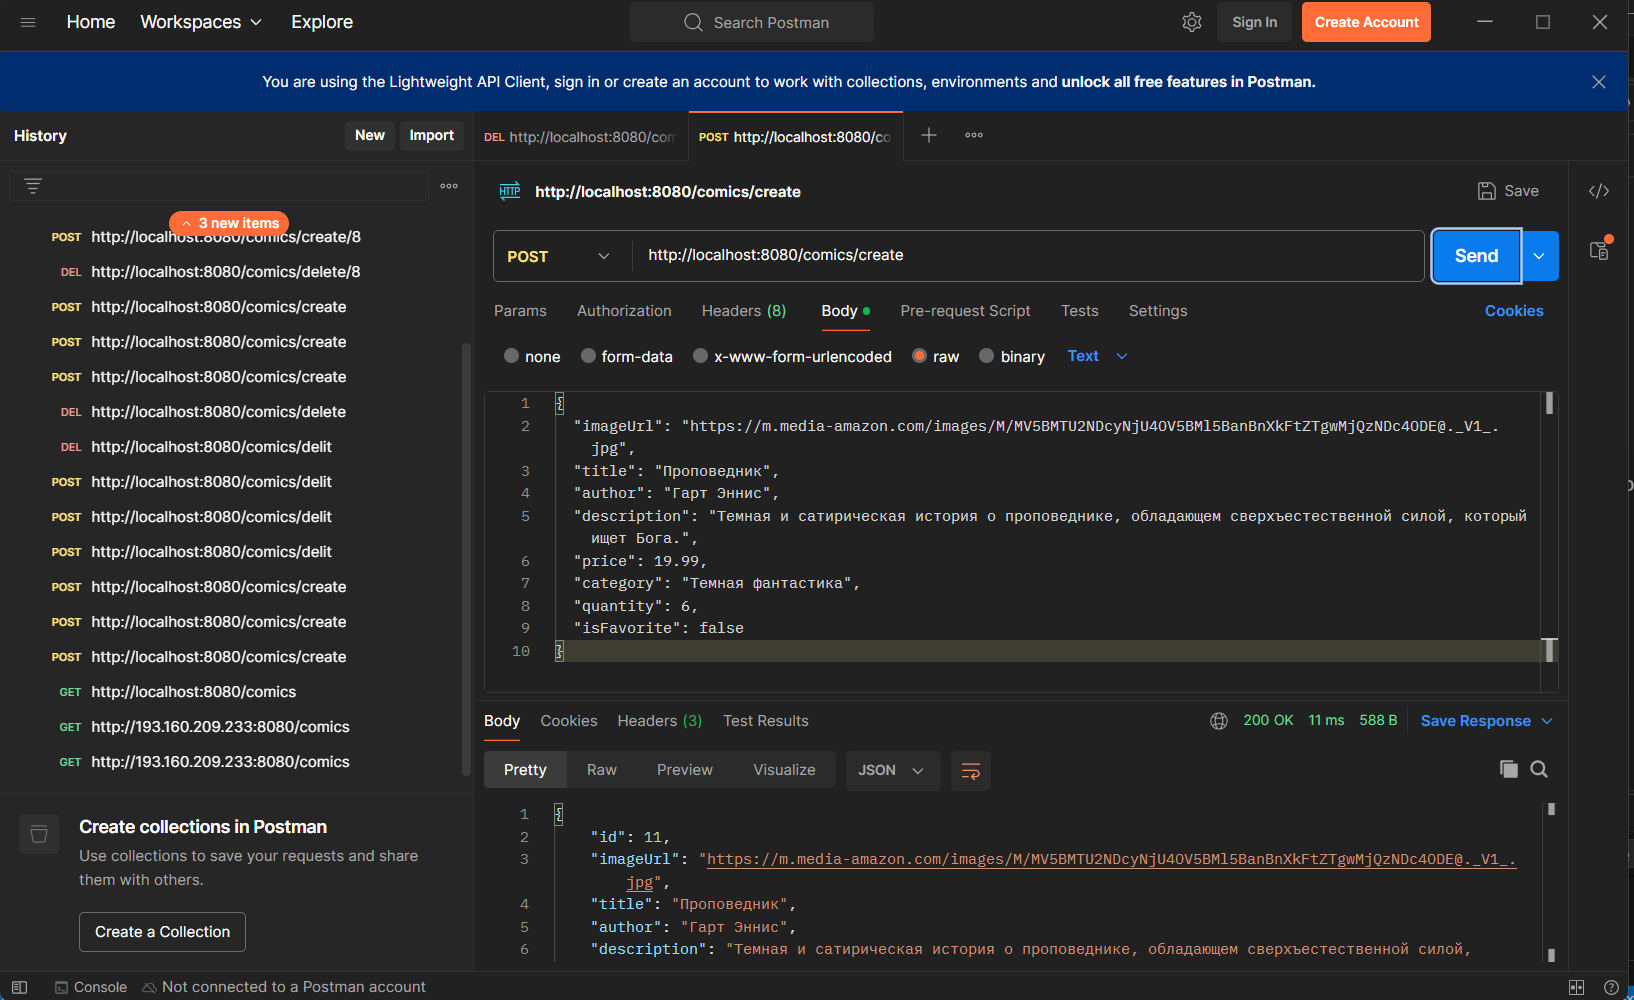 Home Workspaces Explore Search Postman Sign In Create Account
You are using the Lightweight API Client, sign in or create an account to work with collections, environments and unlock all free features in Postman.
History New Import
3 new items
POST http://localhost:8080/comics/create/8
DEL http://localhost:8080/comics/delete/8
POST http://localhost:8080/comics/create
POST http://localhost:8080/comics/create
POST http://localhost:8080/comics/create
DEL http://localhost:8080/comics/delete
DEL http://localhost:8080/comics/delit
POST http://localhost:8080/comics/delit
POST http://localhost:8080/comics/delit
POST http://localhost:8080/comics/delit
POST http://localhost:8080/comics/create
POST http://localhost:8080/comics/create
POST http://localhost:8080/comics/create
GET http://localhost:8080/comics
GET http://193.160.209.233:8080/comics
GET http://193.160.209.233:8080/comics
Create collections in Postman
Use collections to save your requests and share
them with others.
Create a Collection
DEL http://localhost:8080/com POST http://localhost:8080/co
HTTP http://localhost:8080/comics/create Save
POST http://localhost:8080/comics/create Send
Params Authorization Headers (8) Body Pre-request Script Tests Settings Cookies
none form-data x-www-form-urlencoded raw binary Text
1 {
2 "imageUrl": "https://m.media-amazon.com/images/M/MV5BMTU2NDcyNjU4OV5BMl5BanBnXkFtZTgwMjQzNDc4ODE@._V1_.
jpg",
3 "title": "Проповедник",
4 "author": "Гарт Эннис",
5 "description": "Темная и сатирическая история о проповеднике, обладающем сверхъестественной силой, который
ищет Бога.",
6 "price": 19.99,
7 "category": "Темная фантастика",
8 "quantity": 6,
9 "isFavorite": false
10 }
Body Cookies Headers (3) Test Results 200 OK 11 ms 588 B Save Response
Pretty Raw Preview Visualize JSON
1 {
2 "id": 11,
3 "imageUrl": "https://m.media-amazon.com/images/M/MV5BMTU2NDcyNjU4OV5BMl5BanBnXkFtZTgwMjQzNDc4ODE@._V1_.
jpg",
4 "title": "Проповедник",
5 "author": "Гарт Эннис",
6 "description": "Темная и сатирическая история о проповеднике, обладающем сверхъестественной силой,
Console Not connected to a Postman account